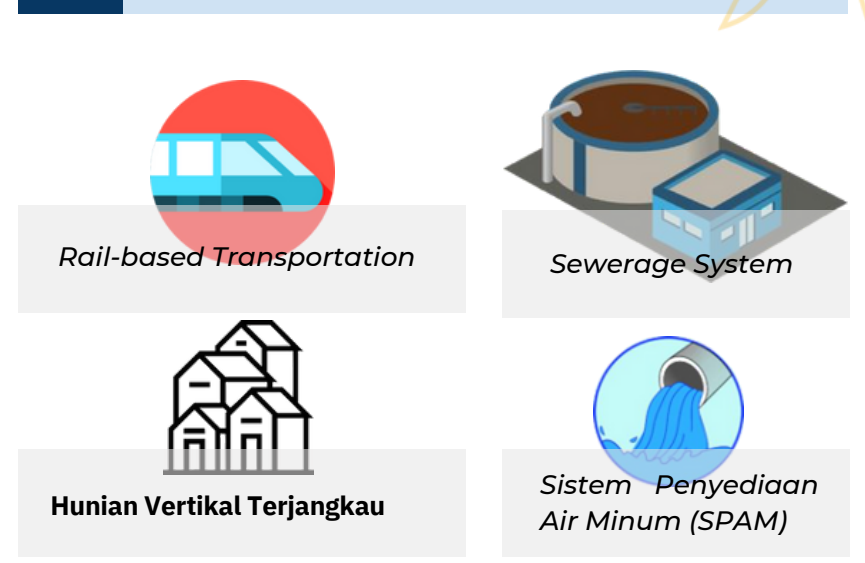 Rail-based Transportation
Sewerage System
Hunian Vertikal Terjangkau
Sistem Penyediaan
Air Minum (SPAM)